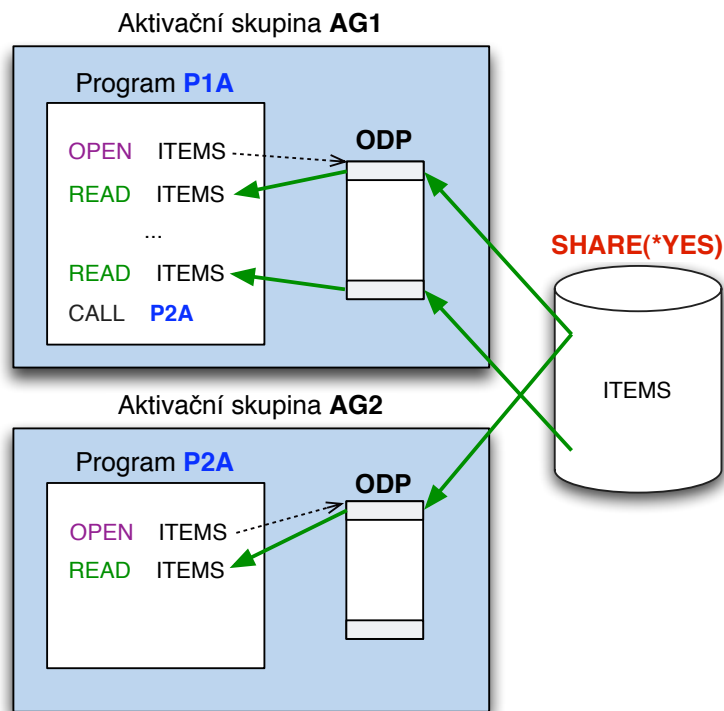 Aktivační skupina AG1
Program P1A
ODP
OPEN ITEMS
READ ITEMS
...
READ ITEMS
CALL P2A
SHARE(*YES)
ITEMS
Aktivační skupina AG2
Program P2A
ODP
OPEN ITEMS
READ ITEMS